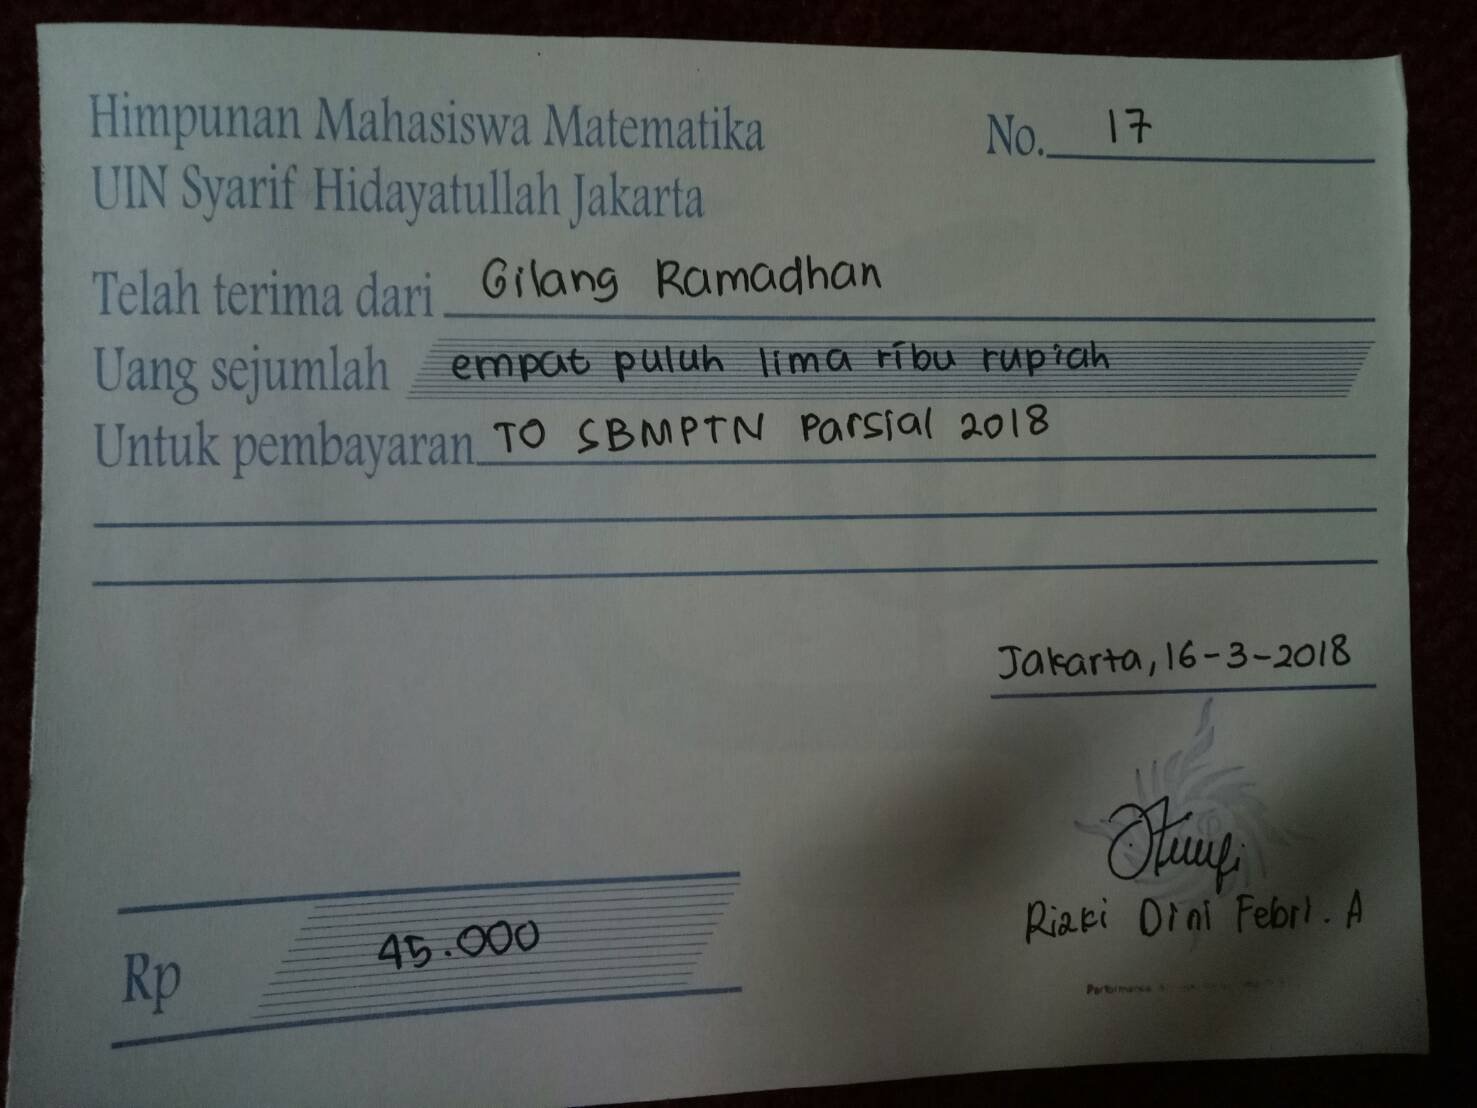 Himpunan Mahasiswa Matematika No. 17
UIN Syarif Hidayatullah Jakarta
Telah terima dari Gilang Ramadhan
Uang sejumlah empat puluh lima ribu rupiah
Untuk pembayaran TO SBMPTN Parsial 2018
Jakarta, 16-3-2018
Rizki Dini Febri. A
Rp 45.000